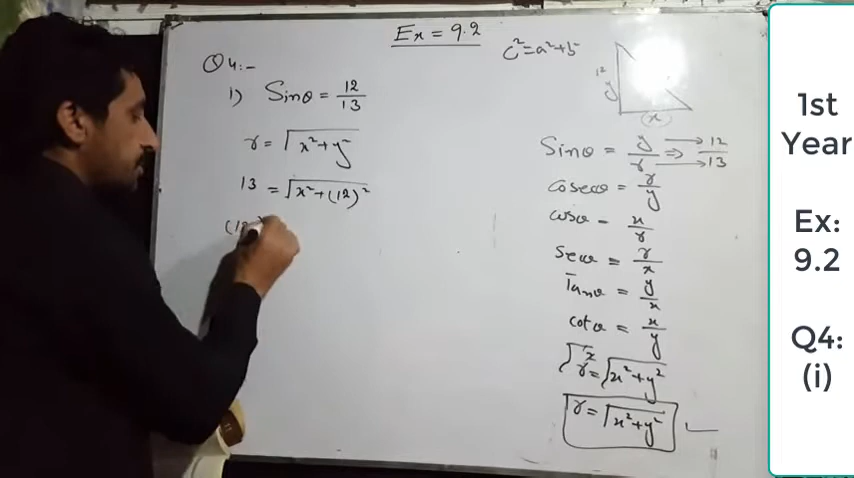 Ex = 9.2
Q4:-
1) Sinθ = 12/13
r = √x²+y²
13 = √x²+(12)²
c²=a²+b²
12
y
(x)
Sinθ = y/r ⇒ 12/13
Cosecθ = r/y
cosθ = x/r
Secθ = r/x
Tanθ = y/x
cotθ = x/y
r = √x²+y²
r = √x²+y²
1st
Year
Ex:
9.2
Q4:
(i)